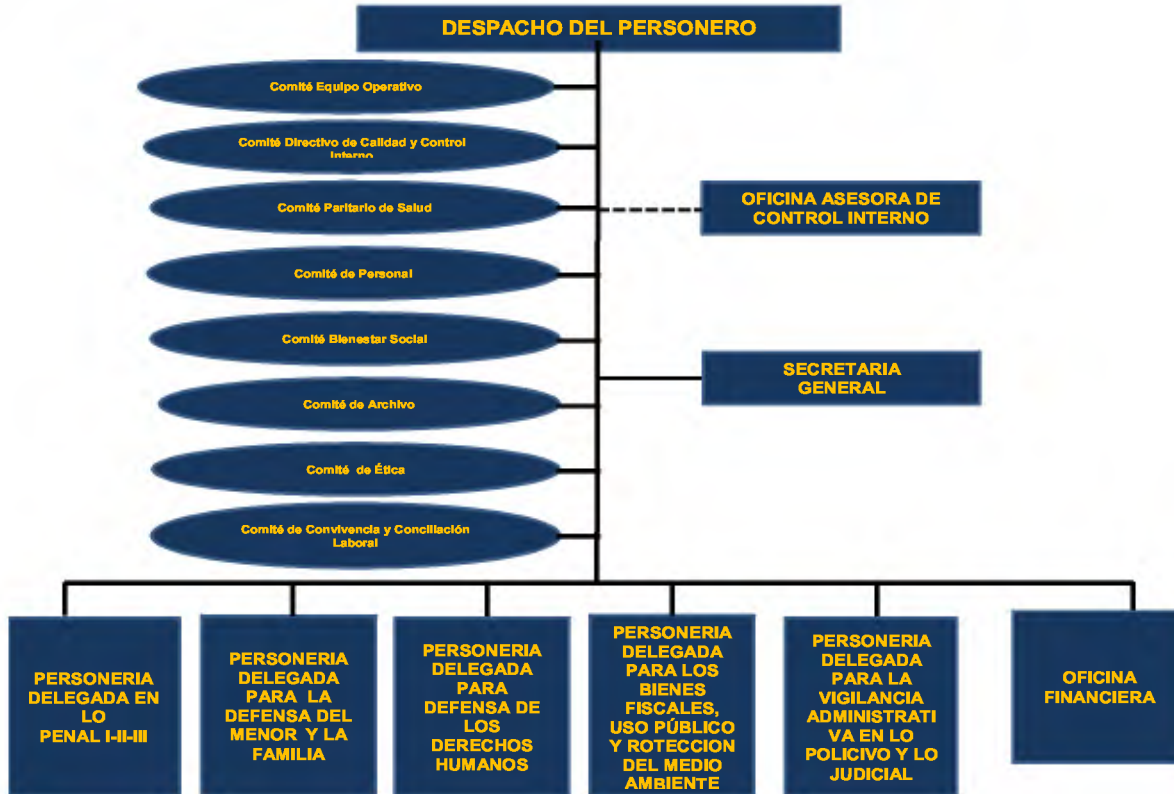 DESPACHO DEL PERSONERO
Comité Equipo Operativo
Comité Directivo de Calidad y Control
Interno
Comité Paritario de Salud
OFICINA ASESORA DE
CONTROL INTERNO
Comité de Personal
Comité Bienestar Social
SECRETARIA
GENERAL
Comité de Archivo
Comité de Ética
Comité de Convivencia y Conciliación
Laboral
PERSONERIA
DELEGADA EN
LO
PENAL I-II-III
PERSONERIA
DELEGADA
PARA LA
DEFENSA DEL
MENOR Y LA
FAMILIA
PERSONERIA
DELEGADA
PARA
DEFENSA DE
LOS
DERECHOS
HUMANOS
PERSONERIA
DELEGADA
PARA LOS
BIENES
FISCALES,
USO PÚBLICO
Y ROTECCION
DEL MEDIO
AMBIENTE
PERSONERIA
DELEGADA
PARA LA
VIGILANCIA
ADMINISTRATI
VA EN LO
POLICIVO Y LO
JUDICIAL
OFICINA
FINANCIERA